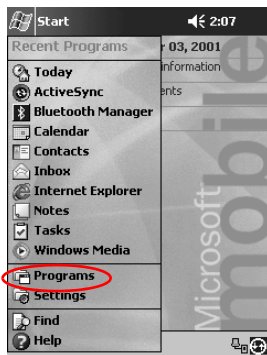 Start 2:07
Recent Programs r 03, 2001
Today information
ActiveSync ents
Bluetooth Manager
Calendar
Contacts
Inbox
Internet Explorer
Notes
Tasks
Windows Media
Programs
Settings
Find
Help
Microsoft
mobile